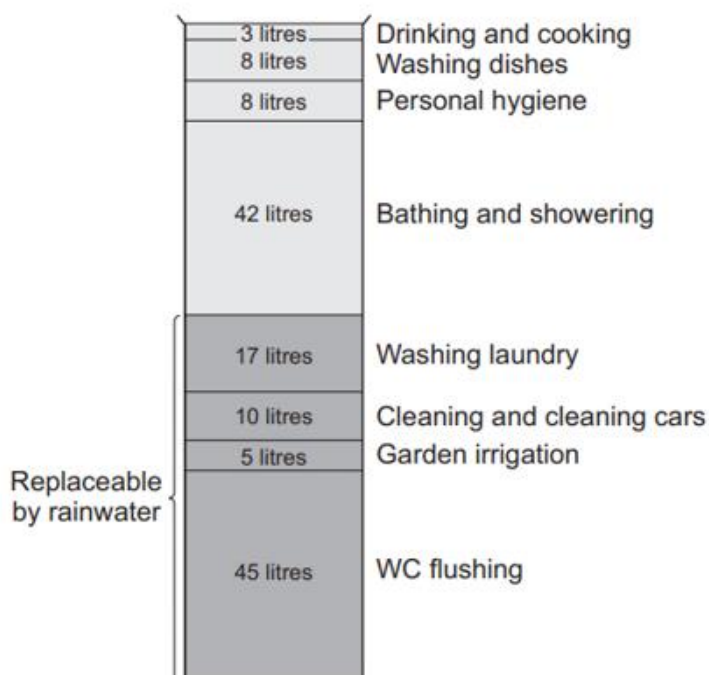 3 litres Drinking and cooking
8 litres Washing dishes
8 litres Personal hygiene
42 litres Bathing and showering
17 litres Washing laundry
10 litres Cleaning and cleaning cars
5 litres Garden irrigation
Replaceable
by rainwater
45 litres WC flushing